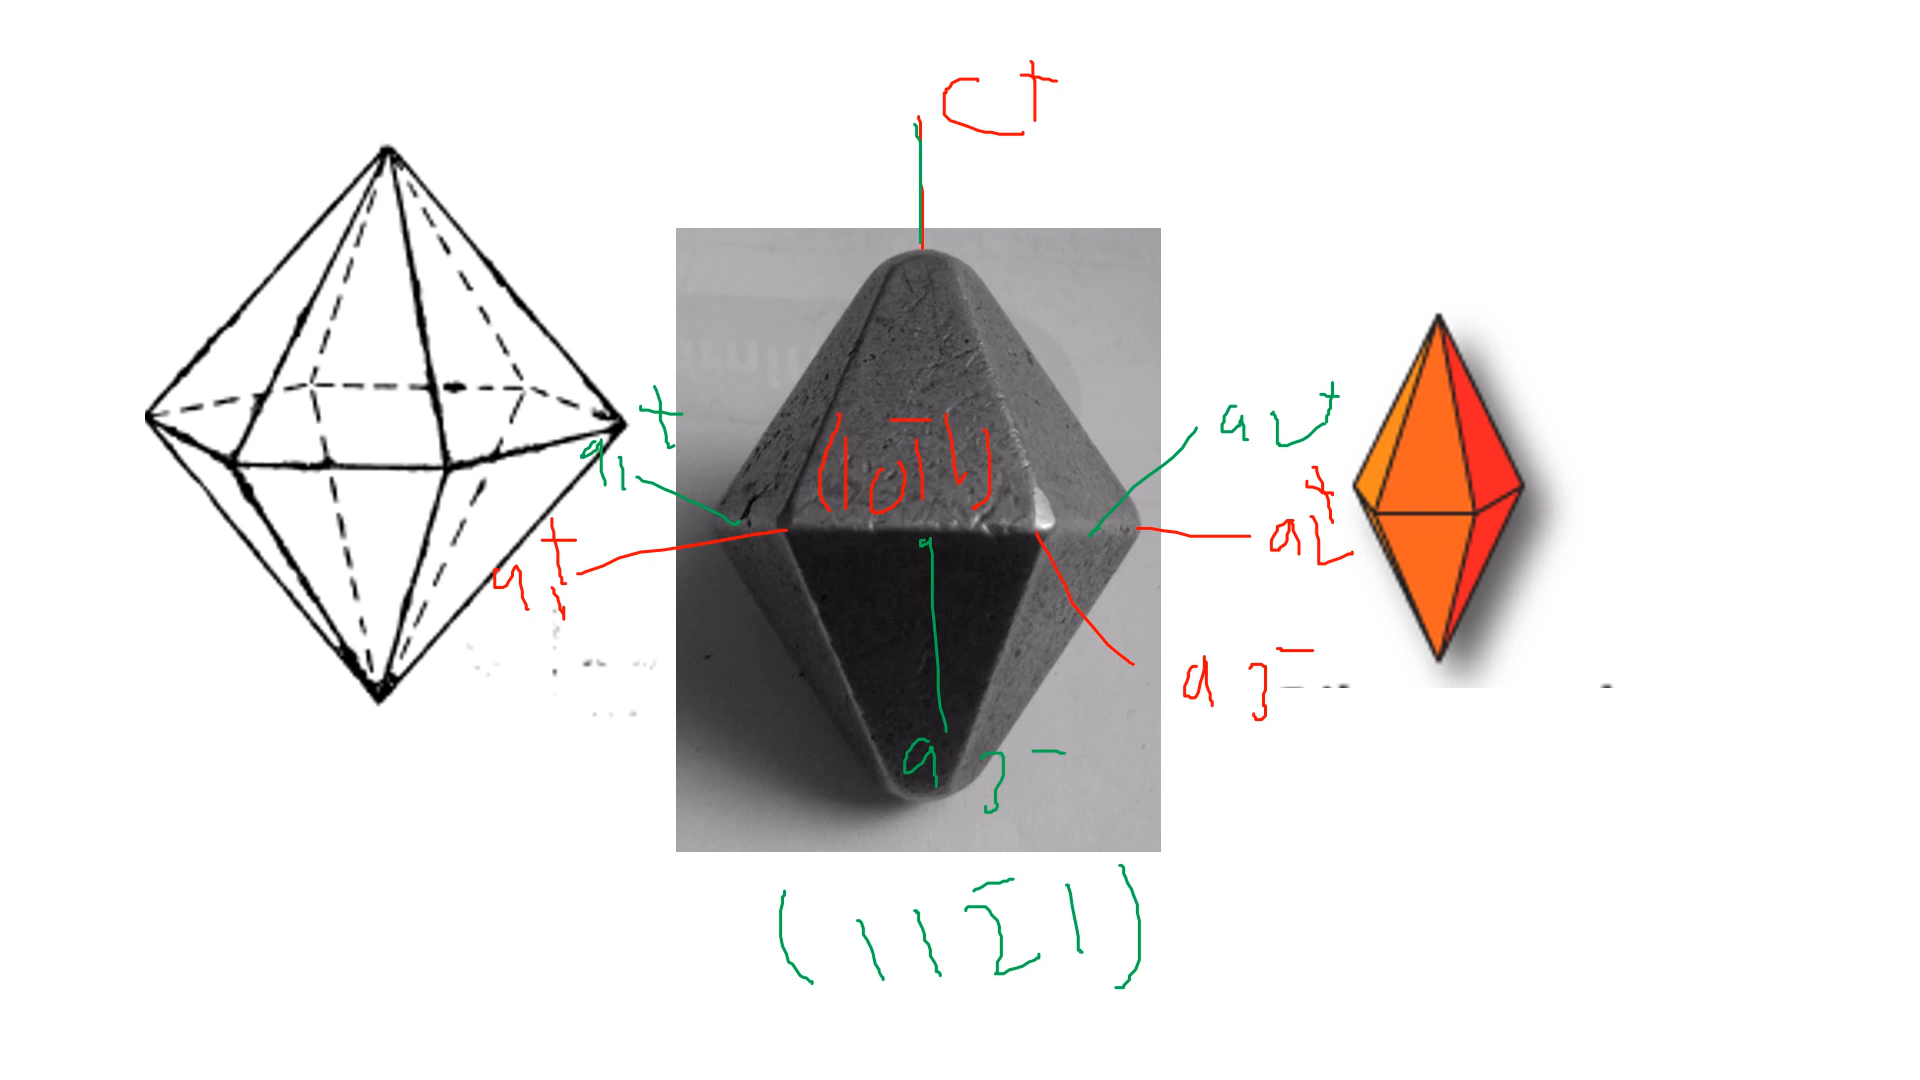 C+
a1+
a2+
(101̄1)
a2+
a1+
a3-
a3-
(112̄1)